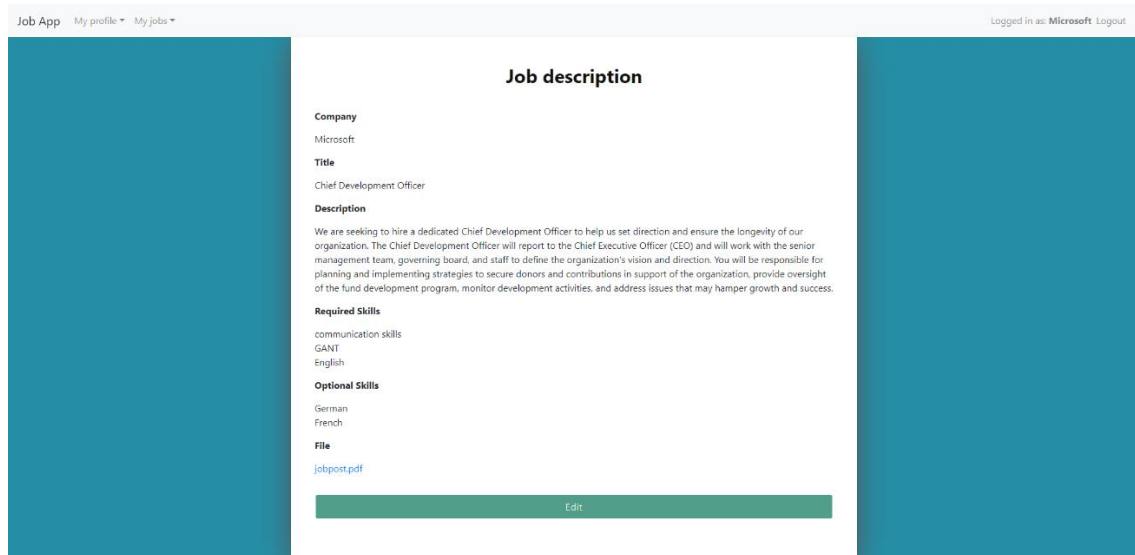 Job App My profile My jobs Logged in as: Microsoft Logout
Job description
Company
Microsoft
Title
Chief Development Officer
Description
We are seeking to hire a dedicated Chief Development Officer to help us set direction and ensure the longevity of our
organization. The Chief Development Officer will report to the Chief Executive Officer (CEO) and will work with the senior
management team, governing board, and staff to define the organization's vision and direction. You will be responsible for
planning and implementing strategies to secure donors and contributions in support of the organization, provide oversight
of the fund development program, monitor development activities, and address issues that may hamper growth and success.
Required Skills
communication skills
GANT
English
Optional Skills
German
French
File
jobpost.pdf
Edit